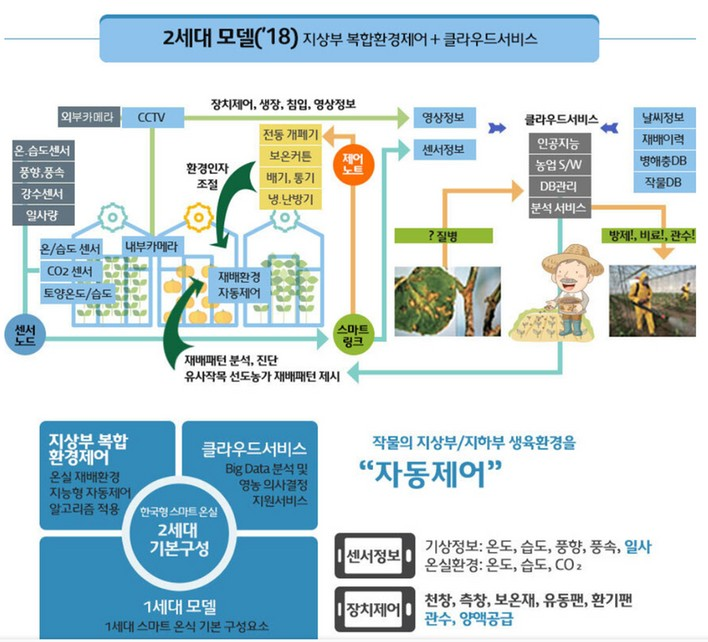 2세대 모델('18) 지상부 복합환경제어 + 클라우드서비스
외부카메라
CCTV
장치제어, 생장, 침입, 영상정보
영상정보
센서정보
클라우드서비스
인공지능
농업 S/W
DB관리
분석 서비스
날씨정보
재배이력
병해충DB
작물DB
온.습도센서
풍향,풍속
강수센서
일사량
환경인자
조절
전동 개폐기
보온커튼
배기, 통기
냉.난방기
제어
노트
? 질병
방제!, 비료!, 관수!
온/습도 센서
CO2 센서
토양온도/습도
내부카메라
재배환경
자동제어
센서
노드
스마트
링크
재배패턴 분석, 진단
유사작목 선도농가 재배패턴 제시
지상부 복합
환경제어
온실 재배환경
지능형 자동제어
알고리즘 적용
클라우드서비스
Big Data 분석 및
영농 의사결정
지원서비스
한국형 스마트 온실
2세대
기본구성
1세대 모델
1세대 스마트 온식 기본 구성요소
작물의 지상부/지하부 생육환경을
“자동제어”
센서정보
기상정보: 온도, 습도, 풍향, 풍속, 일사
온실환경: 온도, 습도, CO₂
장치제어
천창, 측창, 보온재, 유동팬, 환기팬
관수, 양액공급